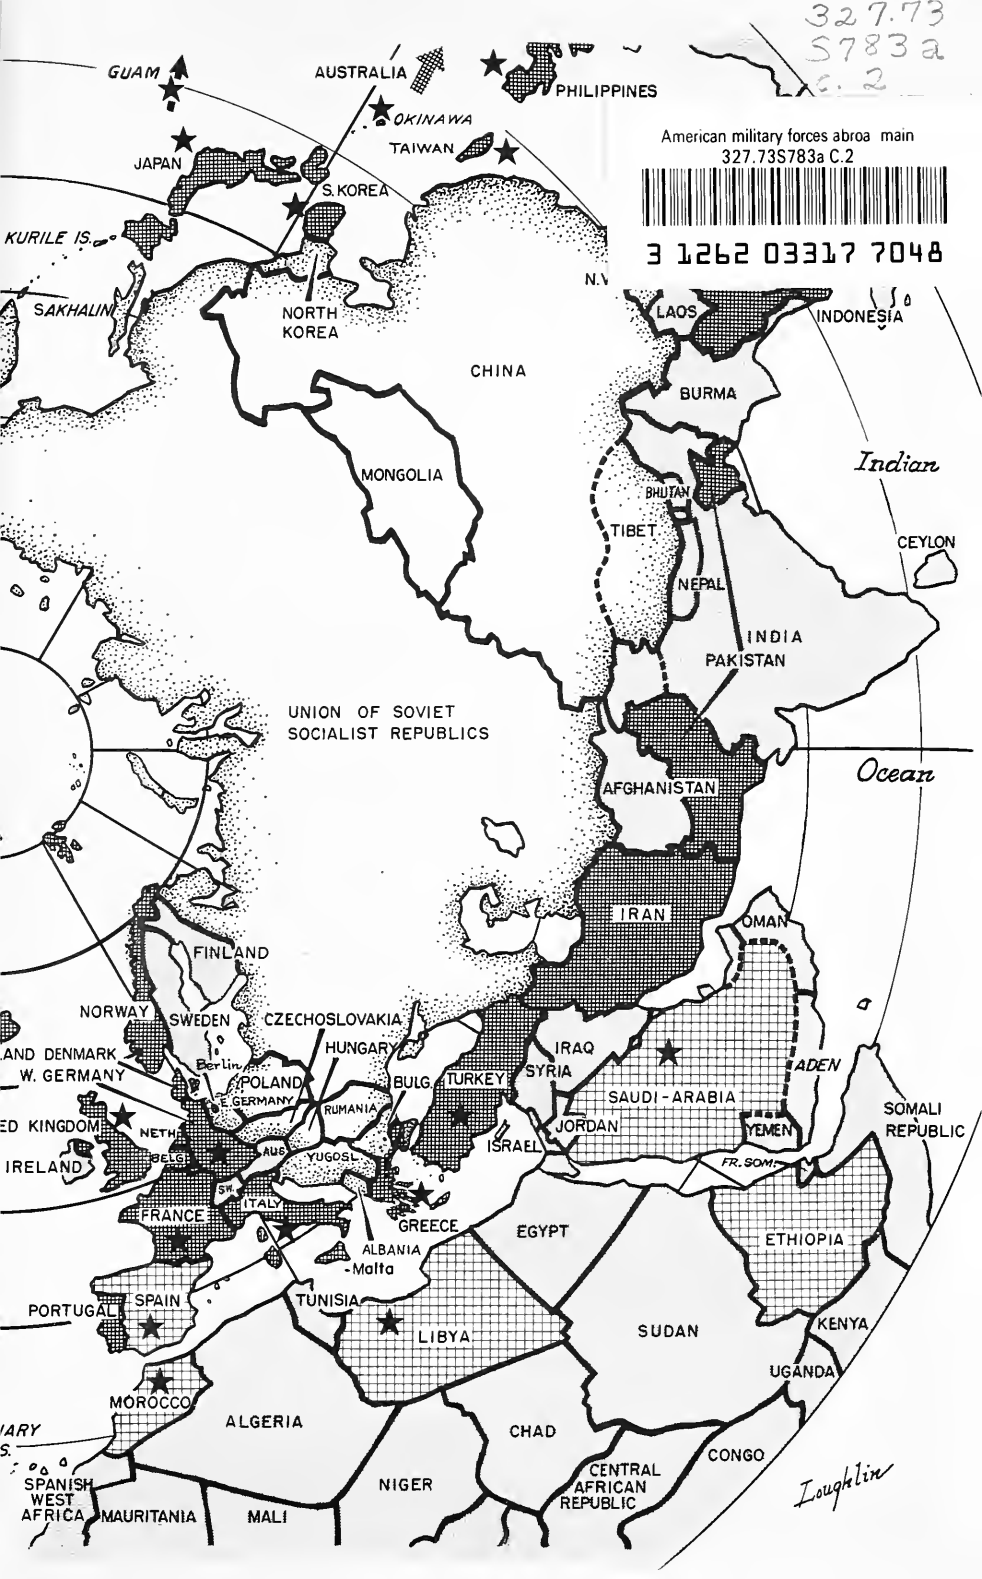 327.73
S783a
c. 2
GUAM
AUSTRALIA
PHILIPPINES
OKINAWA
TAIWAN
American military forces abroa main
327.73S783a C.2
3 1262 03317 7048
JAPAN
S. KOREA
KURILE IS.
N.V
SAKHALIN
NORTH
KOREA
LAOS
INDONESIA
CHINA
BURMA
MONGOLIA
Indian
BHUTAN
TIBET
CEYLON
NEPAL
INDIA
PAKISTAN
UNION OF SOVIET
SOCIALIST REPUBLICS
Ocean
AFGHANISTAN
IRAN
OMAN
FINLAND
NORWAY
SWEDEN
CZECHOSLOVAKIA
HUNGARY
LAND DENMARK
Berlin
W. GERMANY
POLAND
GERMANY
RUMANIA
BULG.
TURKEY
SYRIA
IRAQ
ADEN
SAUDI-ARABIA
JORDAN
YEMEN
SOMALI
REPUBLIC
ED KINGDOM
NETH.
IRELAND
BELG.
AUS
YUGOSL.
ISRAEL
FR. SOM.
SW.
FRANCE
ITALY
GREECE
EGYPT
ETHIOPIA
ALBANIA
Malta
PORTUGAL
SPAIN
TUNISIA
LIBYA
SUDAN
KENYA
UGANDA
MOROCCO
ALGERIA
CHAD
CONGO
IARY
S.
NIGER
CENTRAL
AFRICAN
REPUBLIC
SPANISH
WEST
AFRICA
MAURITANIA
MALI
Loughlin